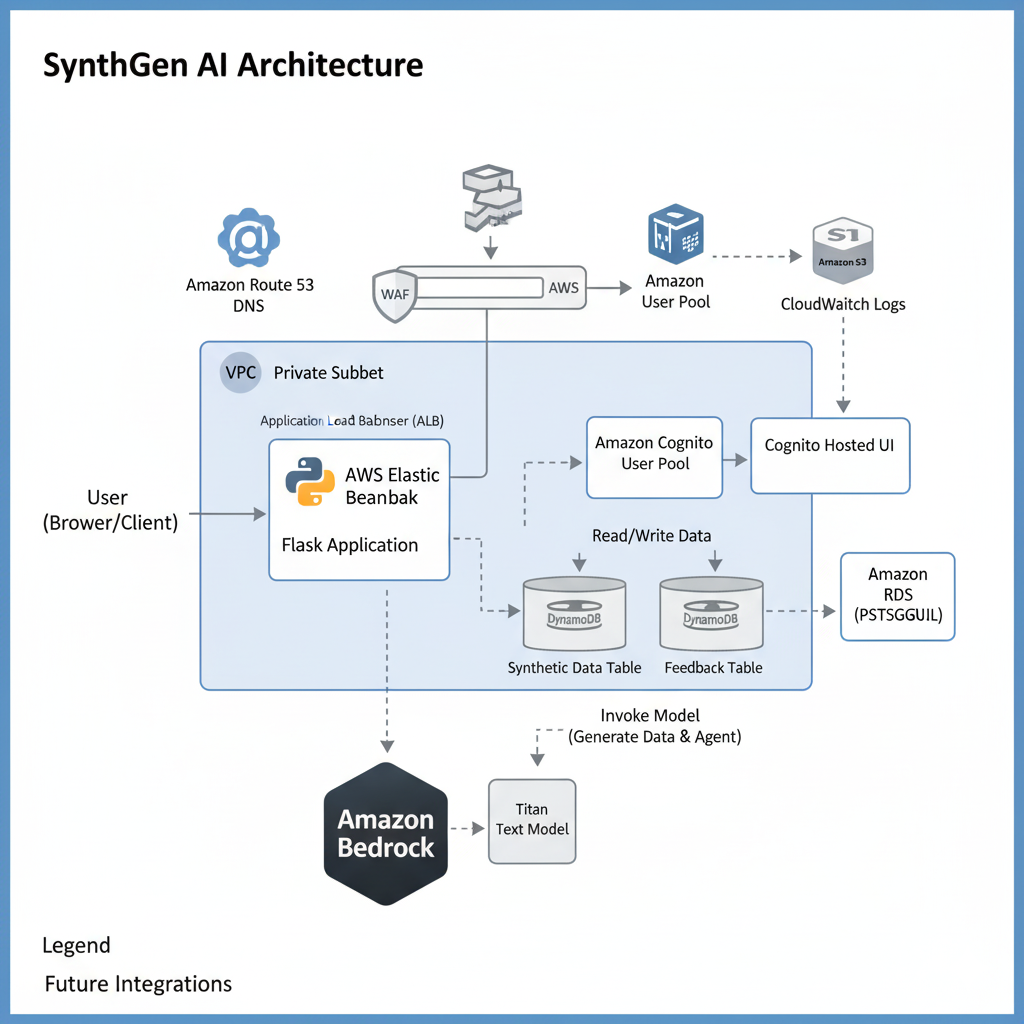 SynthGen AI Architecture
Amazon Route 53
DNS
WAF
AWS
Amazon
User Pool
S1
Amazon S3
CloudWaitch Logs
VPC
Private Subbet
Application Load Babnser (ALB)
AWS Elastic
Beanbak
Flask Application
User
(Brower/Client)
Amazon Cognito
User Pool
Cognito Hosted UI
Read/Write Data
DynamoDB
DynamoDB
Synthetic Data Table
Feedback Table
Amazon
RDS
(PSTSGGUIL)
Invoke Model
(Generate Data & Agent)
Amazon
Bedrock
Titan
Text Model
Legend
Future Integrations